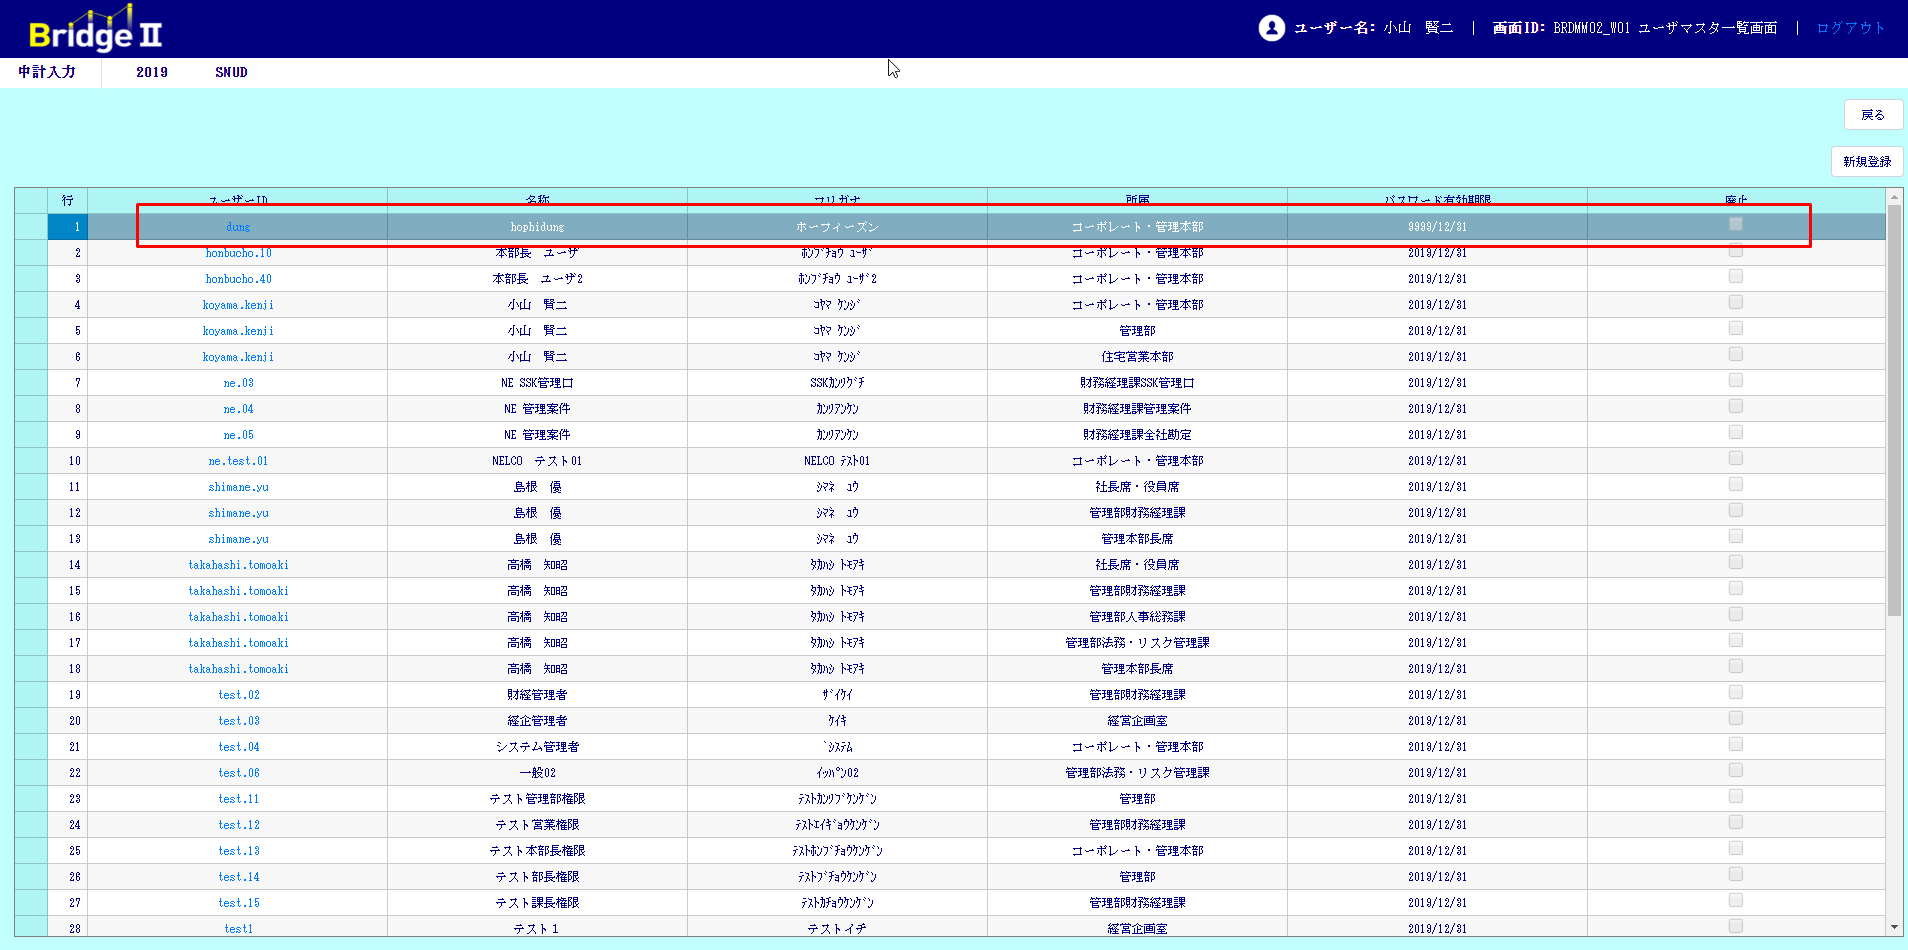 Bridge II
ユーザー名: 小山　賢二 | 画面ID: BRDMM02_W01 ユーザマスター覧画面 | ログアウト
中計入力 2019 SNUD
戻る
新規登録
行 ユーザーID 名称 フリガナ 所属 パスワード有効期限 廃止
1 dung hophidung ホーフィーズン コーポレート・管理本部 9999/12/31
2 honbucho.10 本部長　ユーザ ﾎﾝﾌﾞﾁｮｳ ﾕｰｻﾞ コーポレート・管理本部 2019/12/31
3 honbucho.40 本部長　ユーザ2 ﾎﾝﾌﾞﾁｮｳ ﾕｰｻﾞ2 コーポレート・管理本部 2019/12/31
4 koyama.kenji 小山　賢二 ｺﾔﾏ ｹﾝｼﾞ コーポレート・管理本部 2019/12/31
5 koyama.kenji 小山　賢二 ｺﾔﾏ ｹﾝｼﾞ 管理部 2019/12/31
6 koyama.kenji 小山　賢二 ｺﾔﾏ ｹﾝｼﾞ 住宅営業本部 2019/12/31
7 ne.03 NE SSK管理口 SSKｶﾝﾘｸﾞﾁ 財務経理課SSK管理口 2019/12/31
8 ne.04 NE 管理案件 ｶﾝﾘｱﾝｹﾝ 財務経理課管理案件 2019/12/31
9 ne.05 NE 管理案件 ｶﾝﾘｱﾝｹﾝ 財務経理課全社勘定 2019/12/31
10 ne.test.01 NELCO　テスト01 NELCO ﾃｽﾄ01 コーポレート・管理本部 2019/12/31
11 shimane.yu 島根　優 ｼﾏﾈ　ﾕｳ 社長席・役員席 2019/12/31
12 shimane.yu 島根　優 ｼﾏﾈ　ﾕｳ 管理部財務経理課 2019/12/31
13 shimane.yu 島根　優 ｼﾏﾈ　ﾕｳ 管理本部長席 2019/12/31
14 takahashi.tomoaki 高橋　知昭 ﾀｶﾊｼ ﾄﾓｱｷ 社長席・役員席 2019/12/31
15 takahashi.tomoaki 高橋　知昭 ﾀｶﾊｼ ﾄﾓｱｷ 管理部財務経理課 2019/12/31
16 takahashi.tomoaki 高橋　知昭 ﾀｶﾊｼ ﾄﾓｱｷ 管理部人事総務課 2019/12/31
17 takahashi.tomoaki 高橋　知昭 ﾀｶﾊｼ ﾄﾓｱｷ 管理部法務・リスク管理課 2019/12/31
18 takahashi.tomoaki 高橋　知昭 ﾀｶﾊｼ ﾄﾓｱｷ 管理本部長席 2019/12/31
19 test.02 財経管理者 ｻﾞｲｹｲ 管理部財務経理課 2019/12/31
20 test.03 経企管理者 ｹｲｷ 経営企画室 2019/12/31
21 test.04 システム管理者 `ｼｽﾃﾑ コーポレート・管理本部 2019/12/31
22 test.06 一般02 ｲｯﾊﾟﾝ02 管理部法務・リスク管理課 2019/12/31
23 test.11 テスト管理部権限 ﾃｽﾄｶﾝﾘﾌﾞｹﾝｹﾞﾝ 管理部 2019/12/31
24 test.12 テスト営業権限 ﾃｽﾄｴｲｷﾞｮｳｹﾝｹﾞﾝ 管理部財務経理課 2019/12/31
25 test.13 テスト本部長権限 ﾃｽﾄﾎﾝﾌﾞﾁｮｳｹﾝｹﾞﾝ コーポレート・管理本部 2019/12/31
26 test.14 テスト部長権限 ﾃｽﾄﾌﾞﾁｮｳｹﾝｹﾞﾝ 管理部 2019/12/31
27 test.15 テスト課長権限 ﾃｽﾄｶﾁｮｳｹﾝｹﾞﾝ 管理部財務経理課 2019/12/31
28 test1 テスト１ テストイチ 経営企画室 2019/12/31